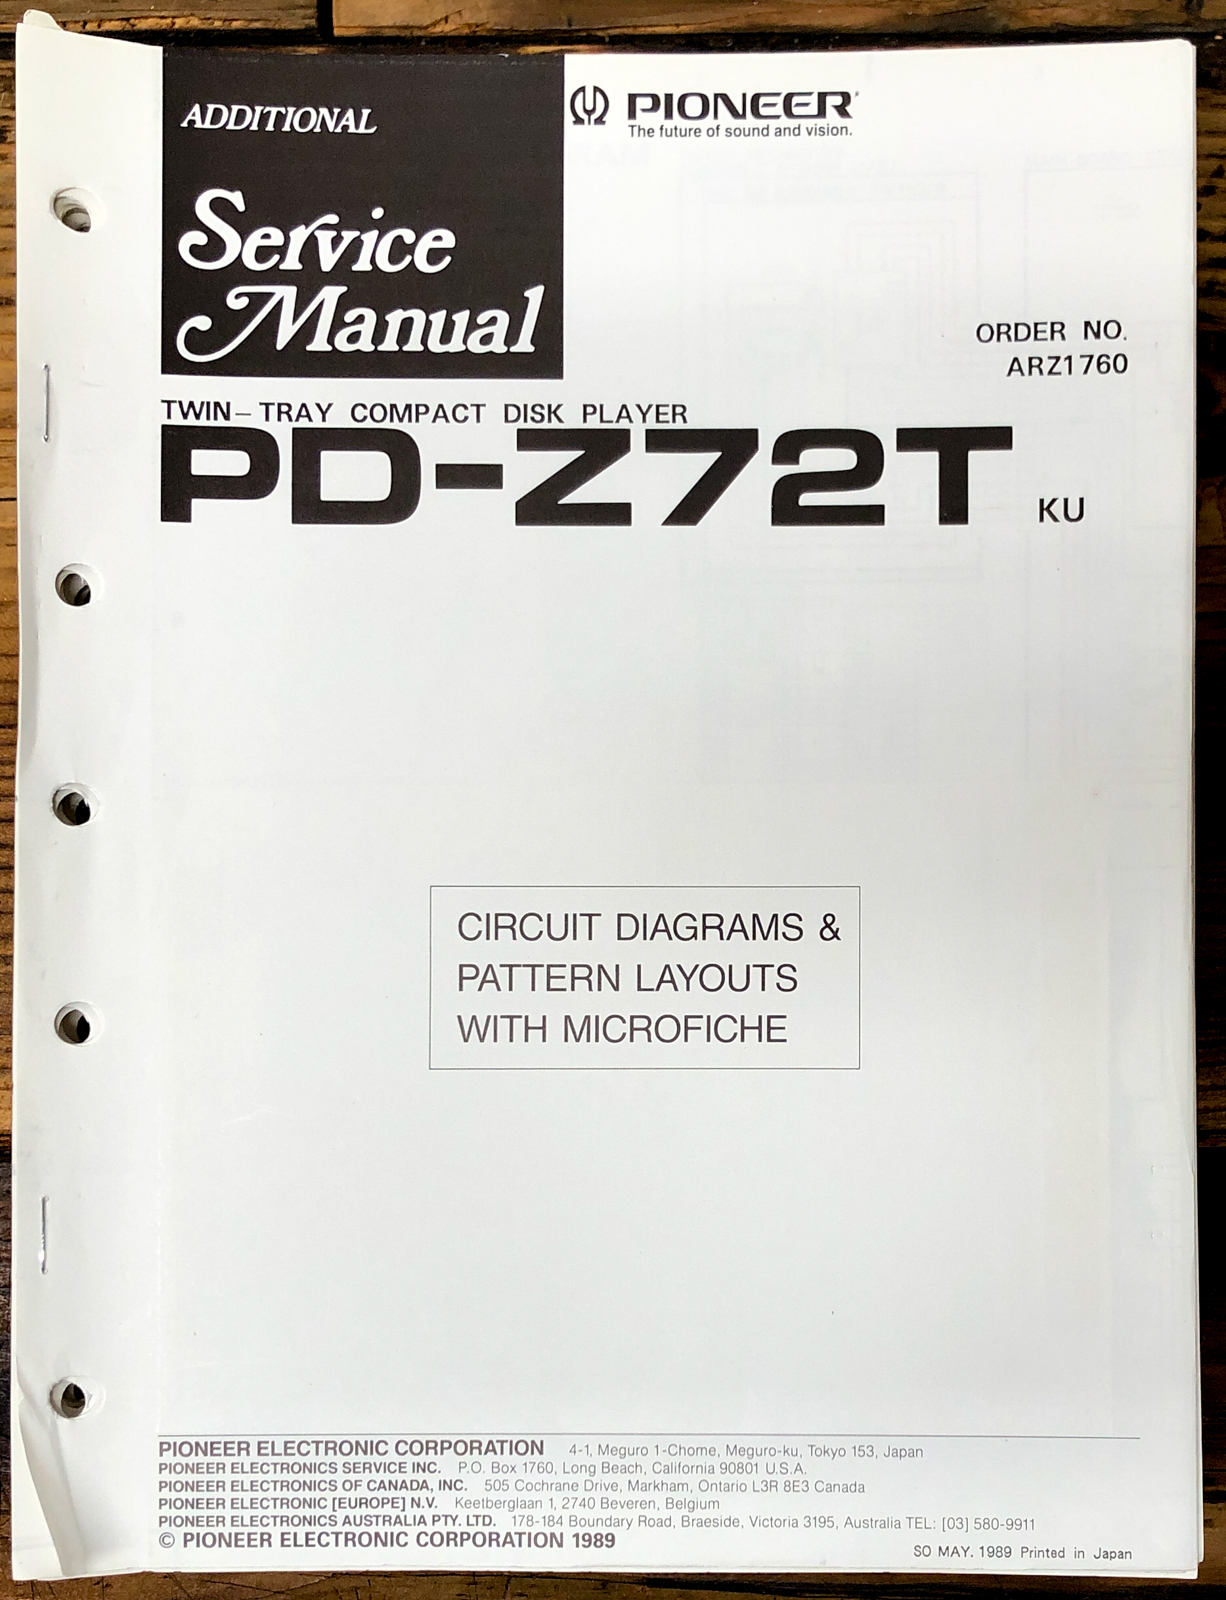 ADDITIONAL
Service
Manual
PIONEER
The future of sound and vision.
ORDER NO.
ARZ1760
TWIN-TRAY COMPACT DISK PLAYER
PD-Z72T KU
CIRCUIT DIAGRAMS &
PATTERN LAYOUTS
WITH MICROFICHE
PIONEER ELECTRONIC CORPORATION 4-1, Meguro 1-Chome, Meguro-ku, Tokyo 153, Japan
PIONEER ELECTRONICS SERVICE INC. P.O. Box 1760, Long Beach, California 90801 U.S.A.
PIONEER ELECTRONICS OF CANADA, INC. 505 Cochrane Drive, Markham, Ontario L3R 8E3 Canada
PIONEER ELECTRONIC [EUROPE] N.V. Keetberglaan 1, 2740 Beveren, Belgium
PIONEER ELECTRONICS AUSTRALIA PTY. LTD. 178-184 Boundary Road, Braeside, Victoria 3195, Australia TEL: [03] 580-9911
© PIONEER ELECTRONIC CORPORATION 1989
SO MAY. 1989 Printed in Japan